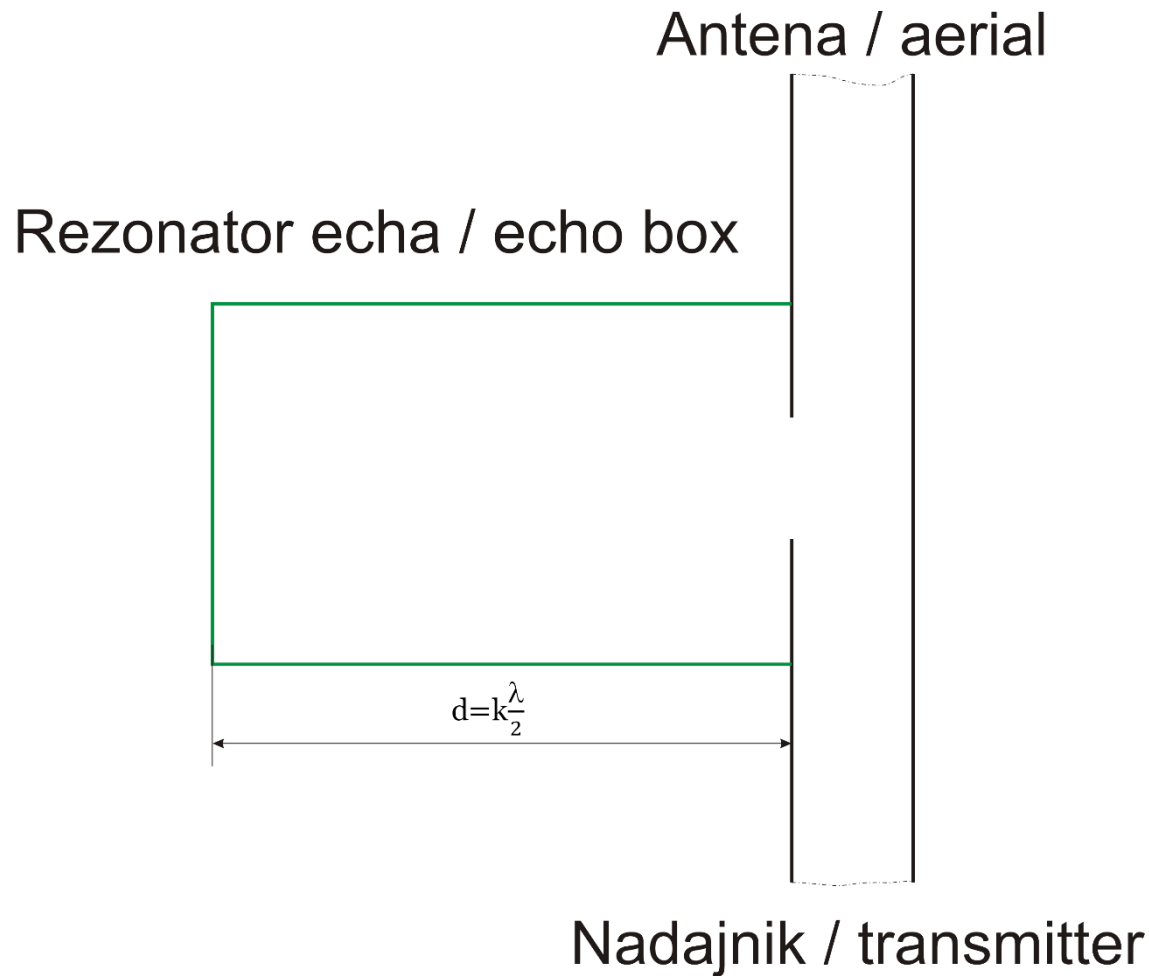 Antena / aerial
Rezonator echa / echo box
d=kλ/2
Nadajnik / transmitter